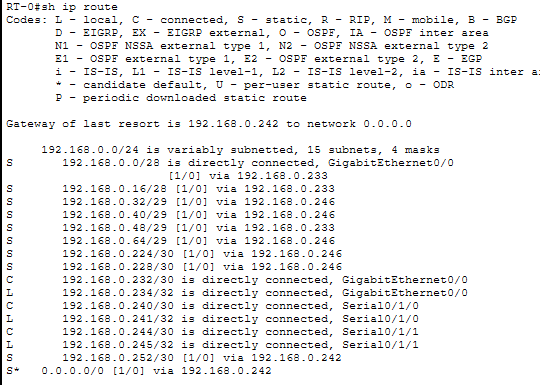 RT-0#sh ip route
Codes: L - local, C - connected, S - static, R - RIP, M - mobile, B - BGP
       D - EIGRP, EX - EIGRP external, O - OSPF, IA - OSPF inter area
       N1 - OSPF NSSA external type 1, N2 - OSPF NSSA external type 2
       E1 - OSPF external type 1, E2 - OSPF external type 2, E - EGP
       i - IS-IS, L1 - IS-IS level-1, L2 - IS-IS level-2, ia - IS-IS inter a
       * - candidate default, U - per-user static route, o - ODR
       P - periodic downloaded static route

Gateway of last resort is 192.168.0.242 to network 0.0.0.0

     192.168.0.0/24 is variably subnetted, 15 subnets, 4 masks
S       192.168.0.0/28 is directly connected, GigabitEthernet0/0
                       [1/0] via 192.168.0.233
S       192.168.0.16/28 [1/0] via 192.168.0.233
S       192.168.0.32/29 [1/0] via 192.168.0.246
S       192.168.0.40/29 [1/0] via 192.168.0.246
S       192.168.0.48/29 [1/0] via 192.168.0.233
S       192.168.0.64/29 [1/0] via 192.168.0.246
S       192.168.0.224/30 [1/0] via 192.168.0.246
S       192.168.0.228/30 [1/0] via 192.168.0.246
C       192.168.0.232/30 is directly connected, GigabitEthernet0/0
L       192.168.0.234/32 is directly connected, GigabitEthernet0/0
C       192.168.0.240/30 is directly connected, Serial0/1/0
L       192.168.0.241/32 is directly connected, Serial0/1/0
C       192.168.0.244/30 is directly connected, Serial0/1/1
L       192.168.0.245/32 is directly connected, Serial0/1/1
S       192.168.0.252/30 [1/0] via 192.168.0.242
S*   0.0.0.0/0 [1/0] via 192.168.0.242